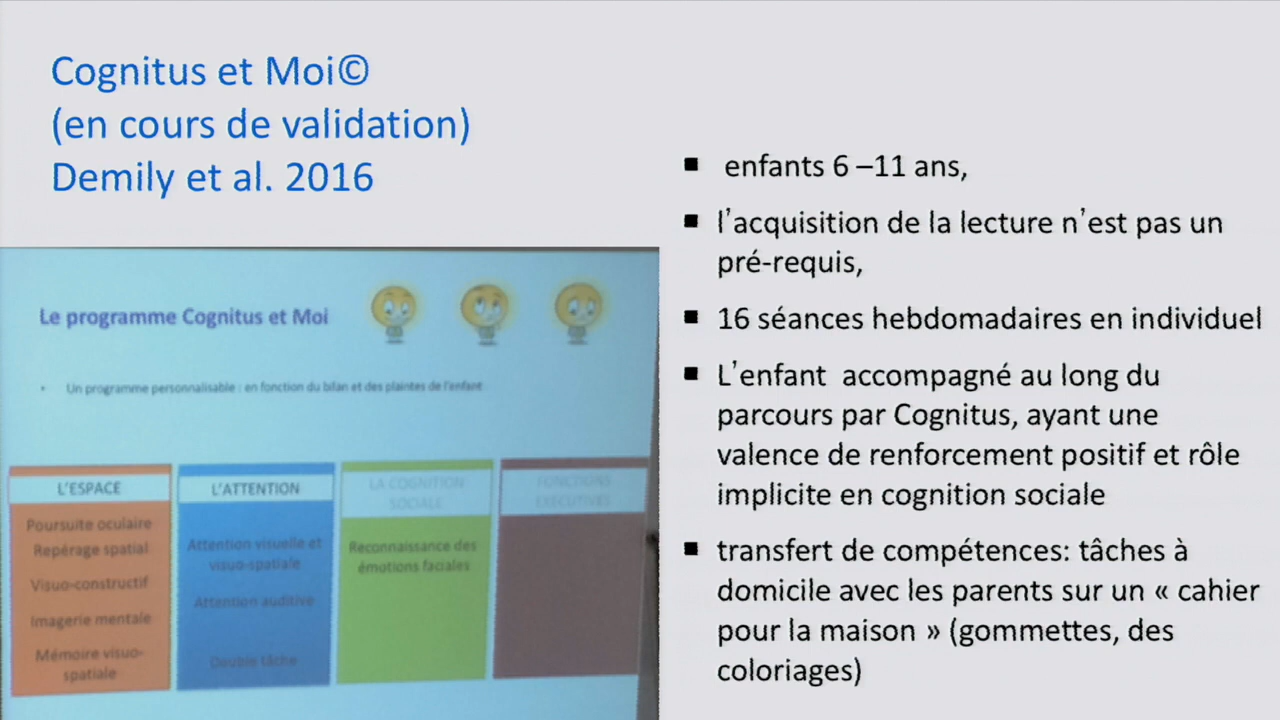 Cognitus et Moi©
(en cours de validation)
Demily et al. 2016
Le programme Cognitus et Moi
• Un programme personnalisable : en fonction du bilan et des plaintes de l'enfant
L'ESPACE
Poursuite oculaire
Repérage spatial
Visuo-constructif
Imagerie mentale
Mémoire visuo-
spatiale
L'ATTENTION
Attention visuelle et
visuo-spatiale
Attention auditive
Double tâche
LA COGNITION
SOCIALE
Reconnaissance des
émotions faciales
FONCTIONS
EXECUTIVES
▪ enfants 6 –11 ans,
▪ l’acquisition de la lecture n’est pas un
pré-requis,
▪ 16 séances hebdomadaires en individuel
▪ L’enfant accompagné au long du
parcours par Cognitus, ayant une
valence de renforcement positif et rôle
implicite en cognition sociale
▪ transfert de compétences: tâches à
domicile avec les parents sur un « cahier
pour la maison » (gommettes, des
coloriages)